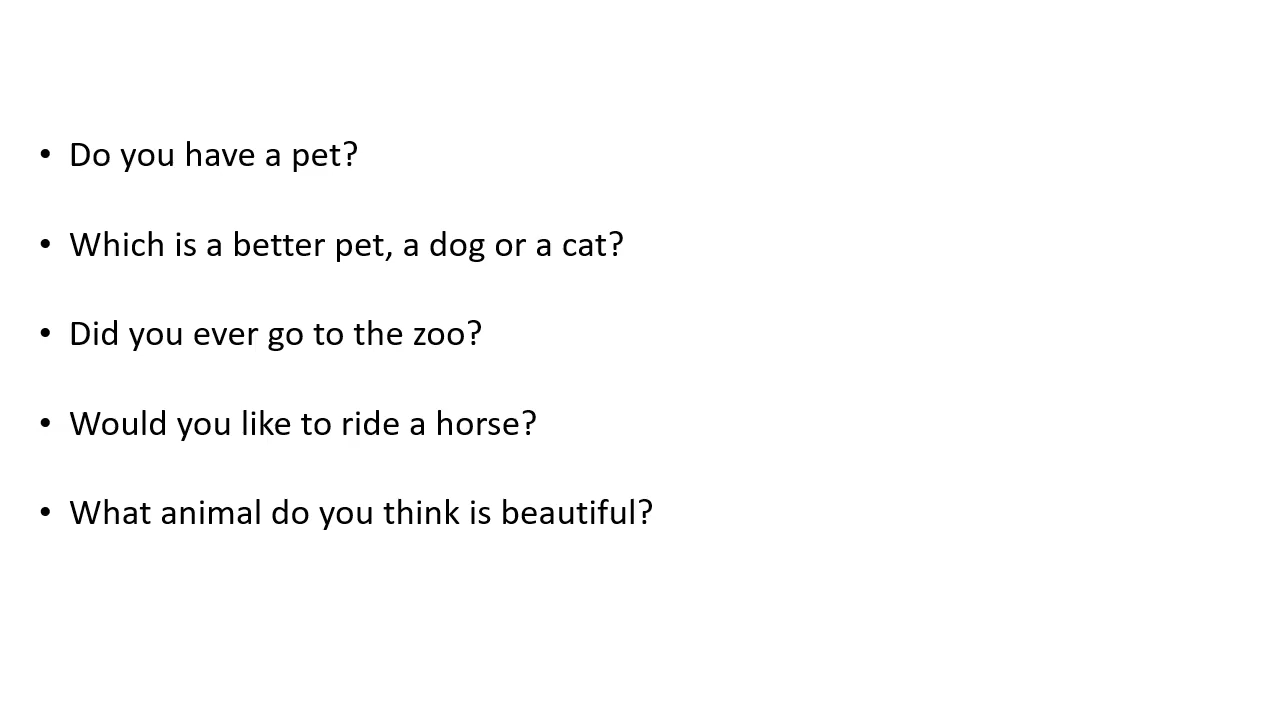 • Do you have a pet?
• Which is a better pet, a dog or a cat?
• Did you ever go to the zoo?
• Would you like to ride a horse?
• What animal do you think is beautiful?